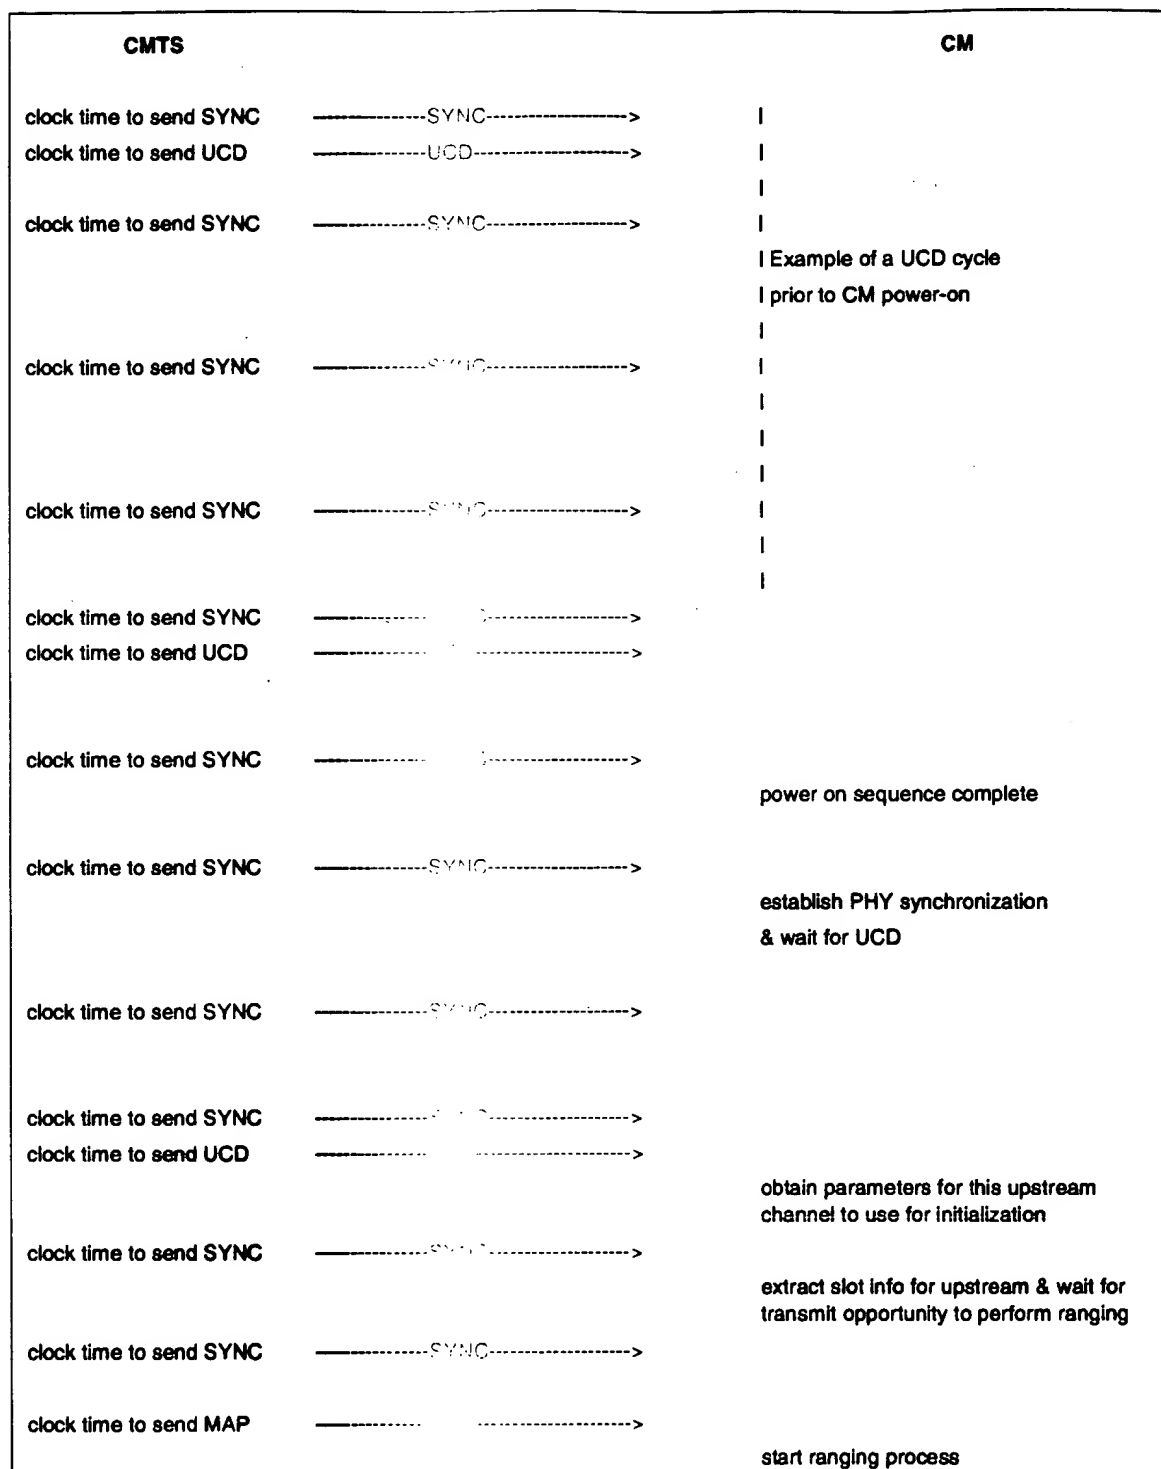 CMTS CM
clock time to send SYNC ------------SYNC---------------->  |
clock time to send UCD ------------UCD---------------->  |
|
clock time to send SYNC ------------SYNC---------------->  |
| Example of a UCD cycle
| prior to CM power-on
|
clock time to send SYNC ------------SYNC---------------->  |
|
|
|
clock time to send SYNC ------------SYNC---------------->  |
|
|
clock time to send SYNC ------------ ---------------->
clock time to send UCD ------------ ---------------->
clock time to send SYNC ------------ ---------------->
power on sequence complete
clock time to send SYNC ------------SYNC---------------->
establish PHY synchronization
& wait for UCD
clock time to send SYNC ------------SYNC---------------->
clock time to send SYNC ------------ ---------------->
clock time to send UCD ------------ ---------------->
obtain parameters for this upstream
channel to use for initialization
clock time to send SYNC ------------SYNC---------------->
extract slot info for upstream & wait for
transmit opportunity to perform ranging
clock time to send SYNC ------------SYNC---------------->
clock time to send MAP ------------ ---------------->
start ranging process